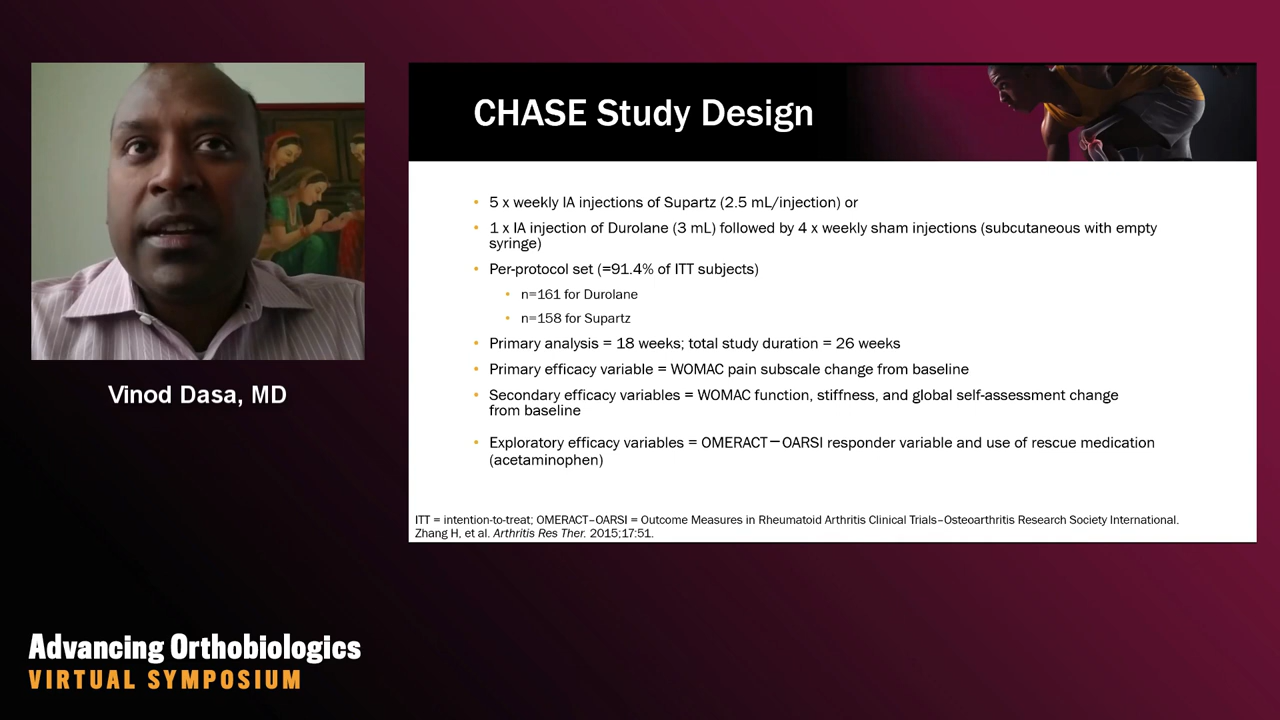 CHASE Study Design
• 5 x weekly IA injections of Supartz (2.5 mL/injection) or
• 1 x IA injection of Durolane (3 mL) followed by 4 x weekly sham injections (subcutaneous with empty
syringe)
• Per-protocol set (=91.4% of ITT subjects)
• n=161 for Durolane
• n=158 for Supartz
• Primary analysis = 18 weeks; total study duration = 26 weeks
• Primary efficacy variable = WOMAC pain subscale change from baseline
• Secondary efficacy variables = WOMAC function, stiffness, and global self-assessment change
from baseline
• Exploratory efficacy variables = OMERACT–OARSI responder variable and use of rescue medication
(acetaminophen)
ITT = intention-to-treat; OMERACT–OARSI = Outcome Measures in Rheumatoid Arthritis Clinical Trials–Osteoarthritis Research Society International.
Zhang H, et al. Arthritis Res Ther. 2015;17:51.
Vinod Dasa, MD
Advancing Orthobiologics
VIRTUAL SYMPOSIUM